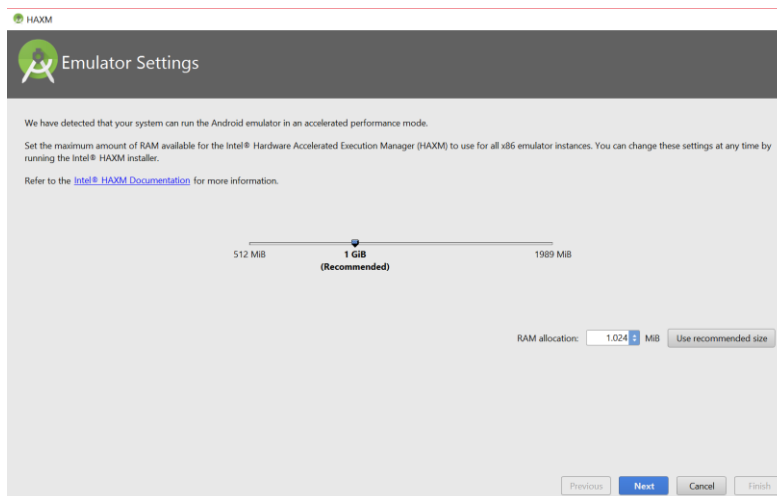 HAXM
Emulator Settings
We have detected that your system can run the Android emulator in an accelerated performance mode.
Set the maximum amount of RAM available for the Intel® Hardware Accelerated Execution Manager (HAXM) to use for all x86 emulator instances. You can change these settings at any time by
running the Intel® HAXM installer.
Refer to the Intel® HAXM Documentation for more information.
512 MiB 1 GiB 1989 MiB
(Recommended)
RAM allocation: 1.024 MiB Use recommended size
Previous Next Cancel Finish